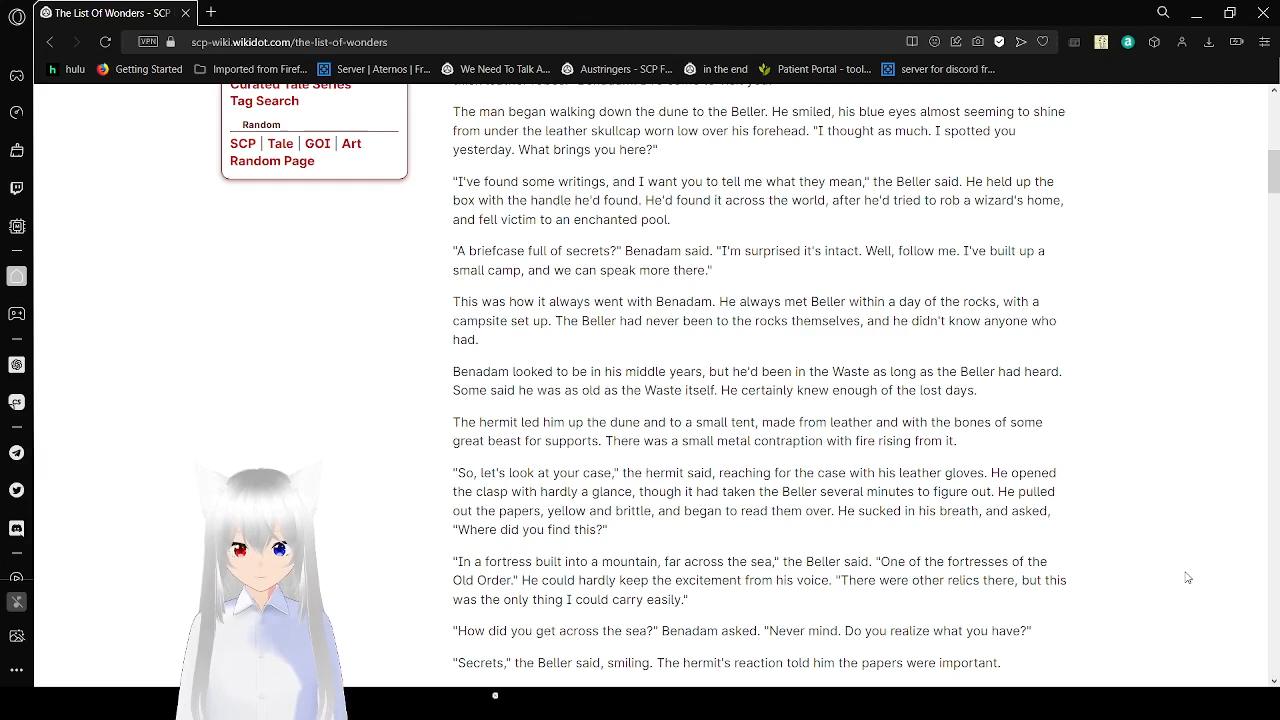 The List Of Wonders - SCP
VPN
scp-wiki.wikidot.com/the-list-of-wonders
hulu
Getting Started
Imported from Firef...
Server | Aternos | Fr...
We Need To Talk A...
Austringers - SCP F...
in the end
Patient Portal - tool...
server for discord fr...
Curated Tale Series
Tag Search
Random
SCP | Tale | GOI | Art
Random Page
The man began walking down the dune to the Beller. He smiled, his blue eyes almost seeming to shine
from under the leather skullcap worn low over his forehead. "I thought as much. I spotted you
yesterday. What brings you here?"
"I've found some writings, and I want you to tell me what they mean," the Beller said. He held up the
box with the handle he'd found. He'd found it across the world, after he'd tried to rob a wizard's home,
and fell victim to an enchanted pool.
"A briefcase full of secrets?" Benadam said. "I'm surprised it's intact. Well, follow me. I've built up a
small camp, and we can speak more there."
This was how it always went with Benadam. He always met Beller within a day of the rocks, with a
campsite set up. The Beller had never been to the rocks themselves, and he didn't know anyone who
had.
Benadam looked to be in his middle years, but he'd been in the Waste as long as the Beller had heard.
Some said he was as old as the Waste itself. He certainly knew enough of the lost days.
The hermit led him up the dune and to a small tent, made from leather and with the bones of some
great beast for supports. There was a small metal contraption with fire rising from it.
"So, let's look at your case," the hermit said, reaching for the case with his leather gloves. He opened
the clasp with hardly a glance, though it had taken the Beller several minutes to figure out. He pulled
out the papers, yellow and brittle, and began to read them over. He sucked in his breath, and asked,
"Where did you find this?"
"In a fortress built into a mountain, far across the sea," the Beller said. "One of the fortresses of the
Old Order." He could hardly keep the excitement from his voice. "There were other relics there, but this
was the only thing I could carry easily."
"How did you get across the sea?" Benadam asked. "Never mind. Do you realize what you have?"
"Secrets," the Beller said, smiling. The hermit's reaction told him the papers were important.